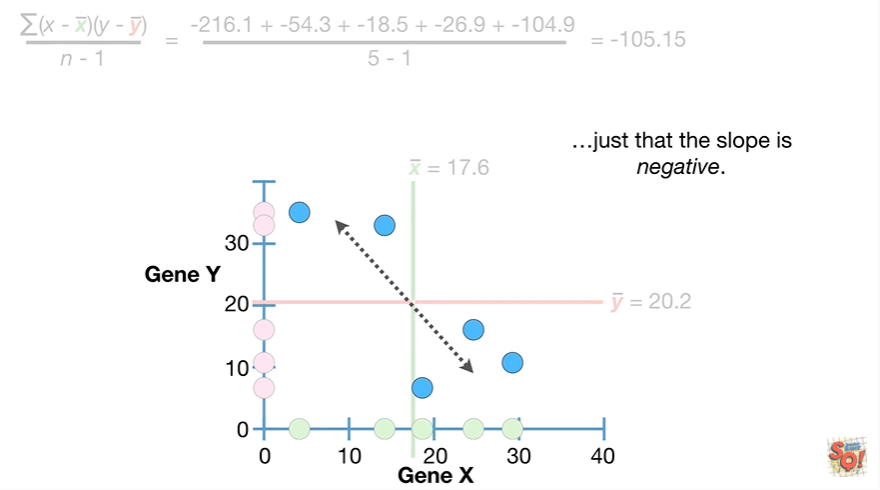 ∑(x - x̄)(y - ȳ)
n - 1
=
-216.1 + -54.3 + -18.5 + -26.9 + -104.9
5 - 1
= -105.15
…just that the slope is
negative.
x̄ = 17.6
30
Gene Y
20
ȳ = 20.2
10
0
0 10 20 30 40
Gene X
SQ!